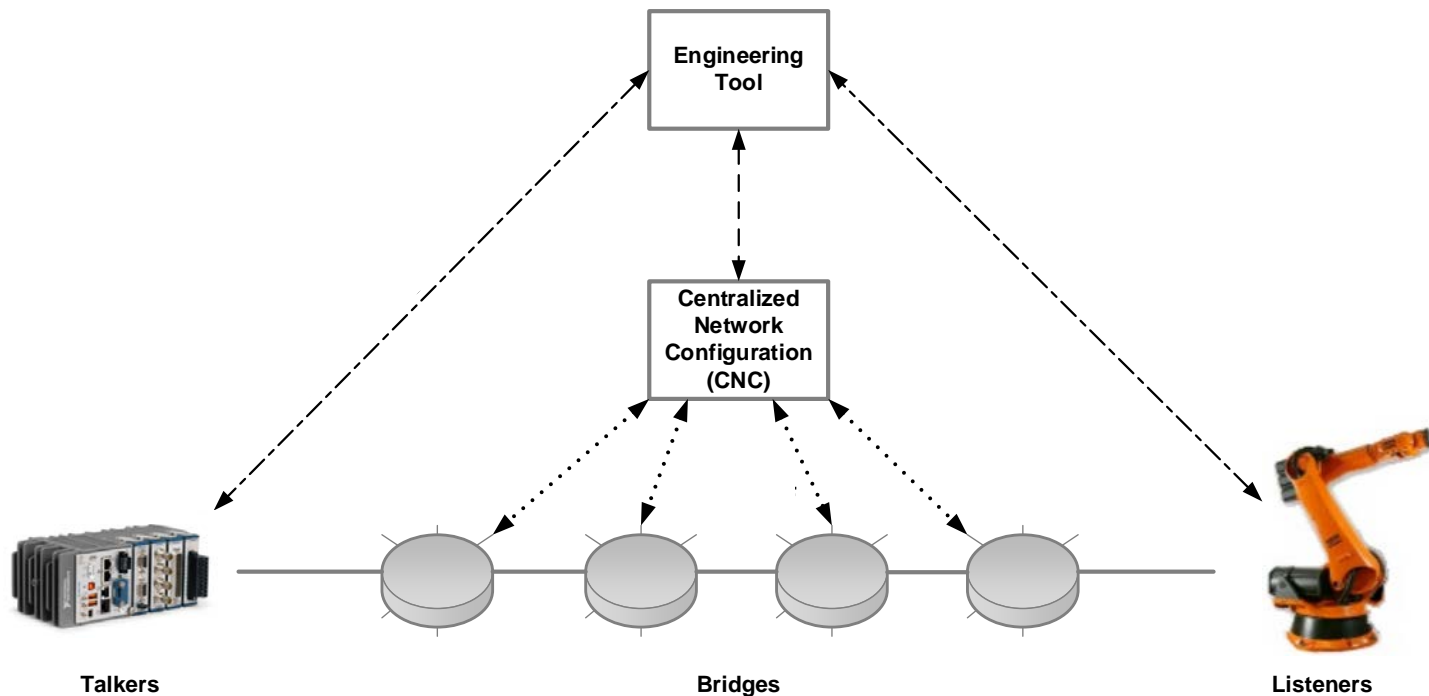 Engineering
Tool
Centralized
Network
Configuration
(CNC)
Talkers
Bridges
Listeners